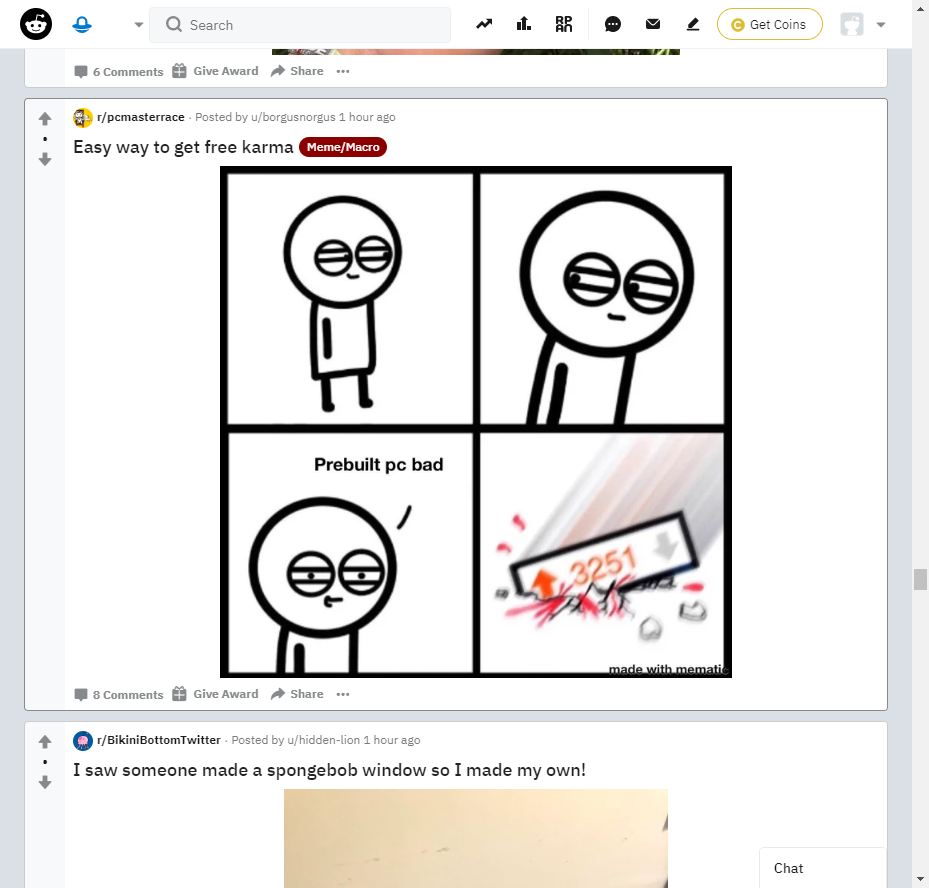 Search
RP
AN
Get Coins
6 Comments Give Award Share
r/pcmasterrace · Posted by u/borgusnorgus 1 hour ago
Easy way to get free karma Meme/Macro
Prebuilt pc bad
3251
made with mematic
8 Comments Give Award Share
r/BikiniBottomTwitter · Posted by u/hidden-lion 1 hour ago
I saw someone made a spongebob window so I made my own!
Chat